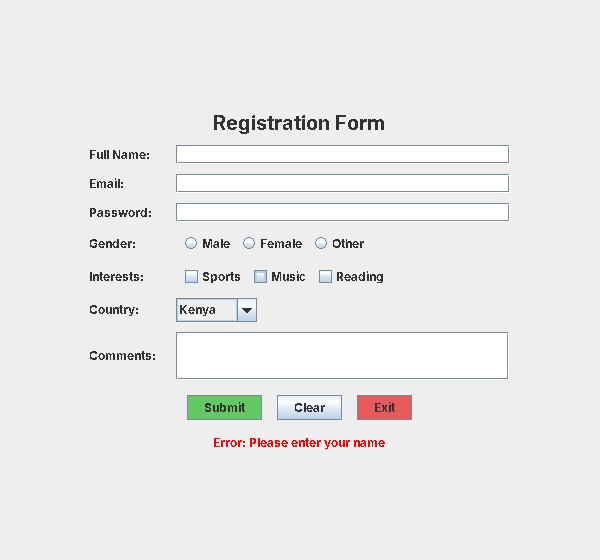 Registration Form
Full Name:
Email:
Password:
Gender: Male Female Other
Interests: Sports Music Reading
Country: Kenya
Comments:
Submit Clear Exit
Error: Please enter your name